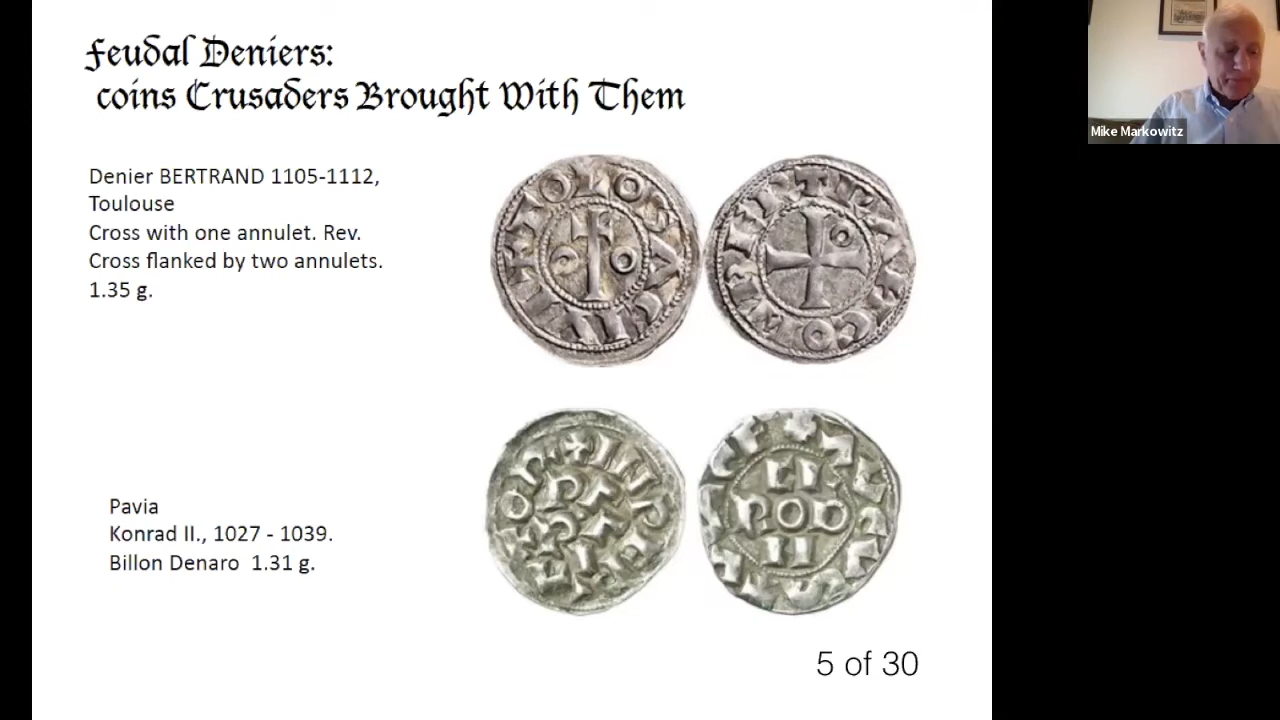 Feudal Deniers:
coins Crusaders Brought With Them
Denier BERTRAND 1105-1112,
Toulouse
Cross with one annulet. Rev.
Cross flanked by two annulets.
1.35 g.
Pavia
Konrad II., 1027 - 1039.
Billon Denaro 1.31 g.
5 of 30
Mike Markowitz